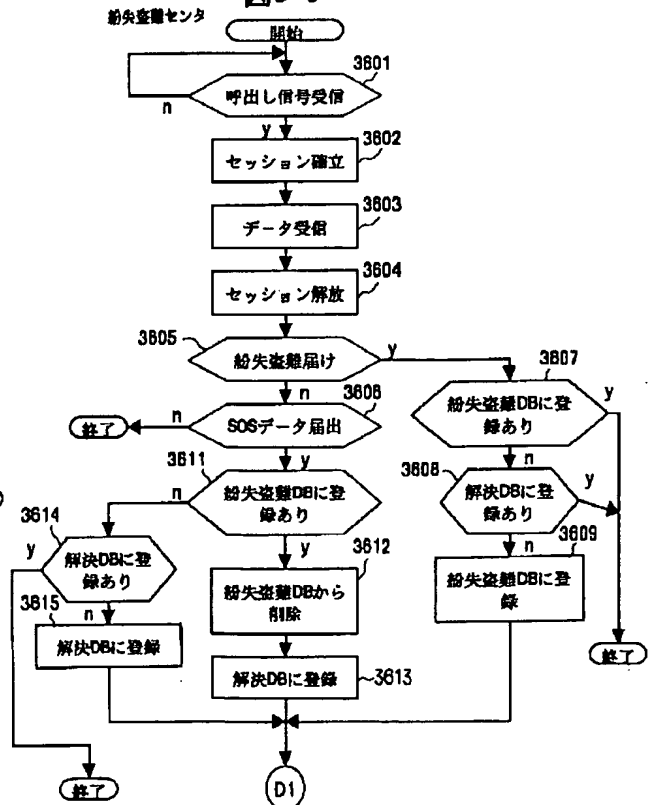 紛失盗難センタ
開始
3601
呼出し信号受信
n
y
3602
セッション確立
3603
データ受信
3604
セッション解放
3605
紛失盗難届け
y
n
3606
SOSデータ届出
n
終了
y
3607
紛失盗難DBに登
録あり
y
n
3608
解決DBに登
録あり
y
n
3609
紛失盗難DBに登
録
終了
3611
紛失盗難DBに登
録あり
n
y
3612
紛失盗難DBから
削除
3613
解決DBに登録
3614
解決DBに登
録あり
y
n
3615
解決DBに登録
終了
D1